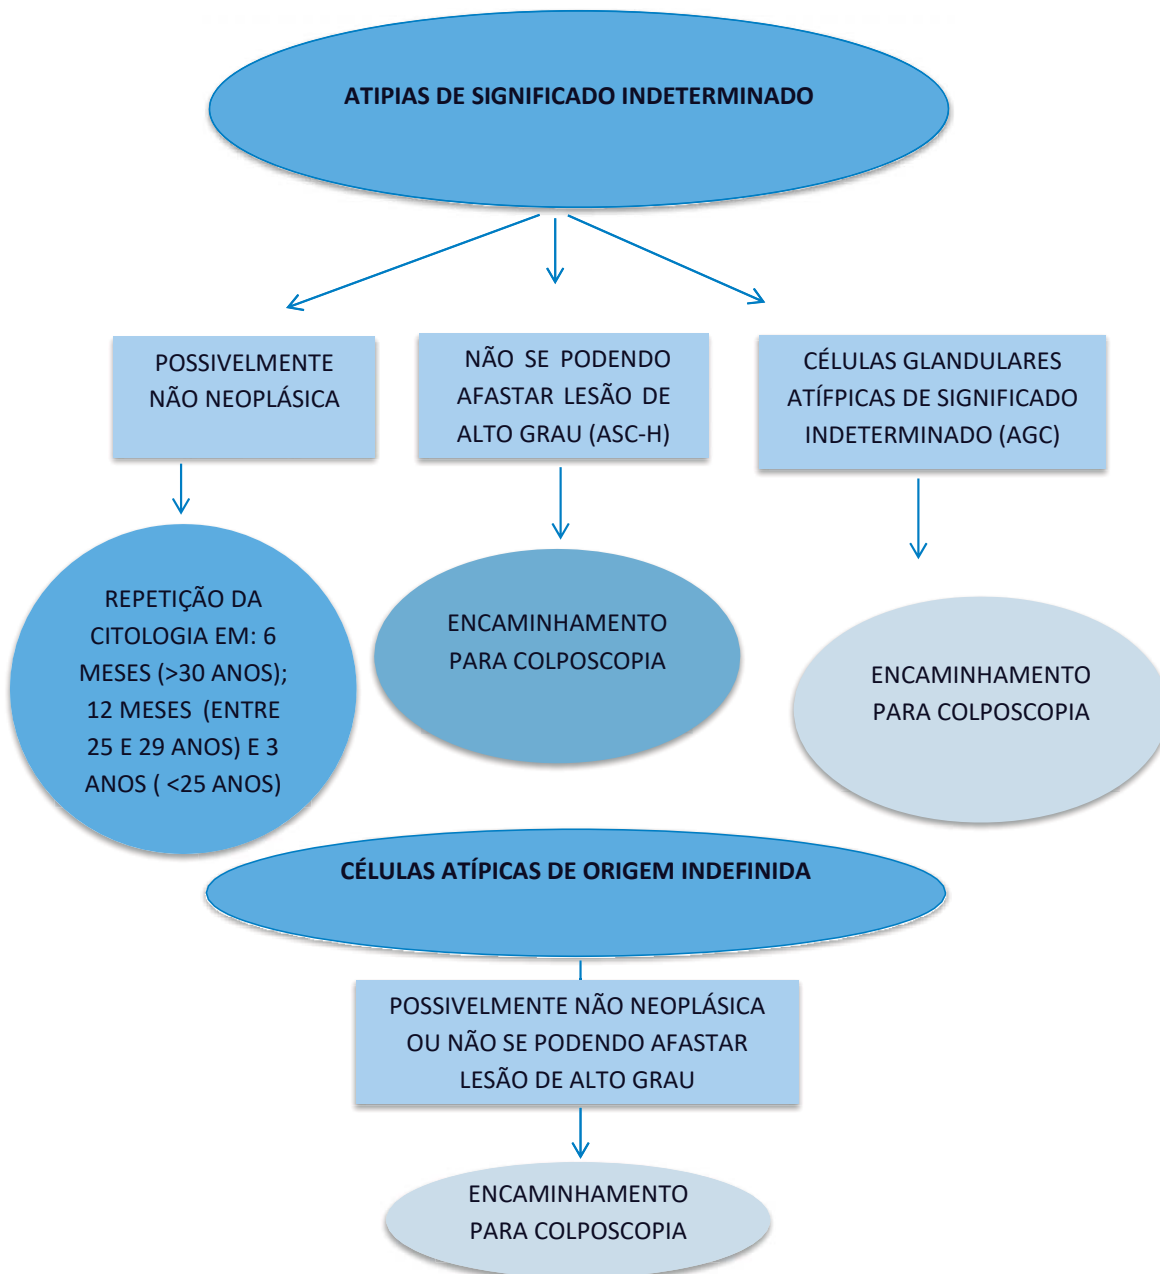 ATIPIAS DE SIGNIFICADO INDETERMINADO
POSSIVELMENTE
NÃO NEOPLÁSICA
NÃO SE PODENDO
AFASTAR LESÃO DE
ALTO GRAU (ASC-H)
CÉLULAS GLANDULARES
ATÍFPICAS DE SIGNIFICADO
INDETERMINADO (AGC)
REPETIÇÃO DA
CITOLOGIA EM: 6
MESES (>30 ANOS);
12 MESES (ENTRE
25 E 29 ANOS) E 3
ANOS ( <25 ANOS)
ENCAMINHAMENTO
PARA COLPOSCOPIA
ENCAMINHAMENTO
PARA COLPOSCOPIA
CÉLULAS ATÍPICAS DE ORIGEM INDEFINIDA
POSSIVELMENTE NÃO NEOPLÁSICA
OU NÃO SE PODENDO AFASTAR
LESÃO DE ALTO GRAU
ENCAMINHAMENTO
PARA COLPOSCOPIA